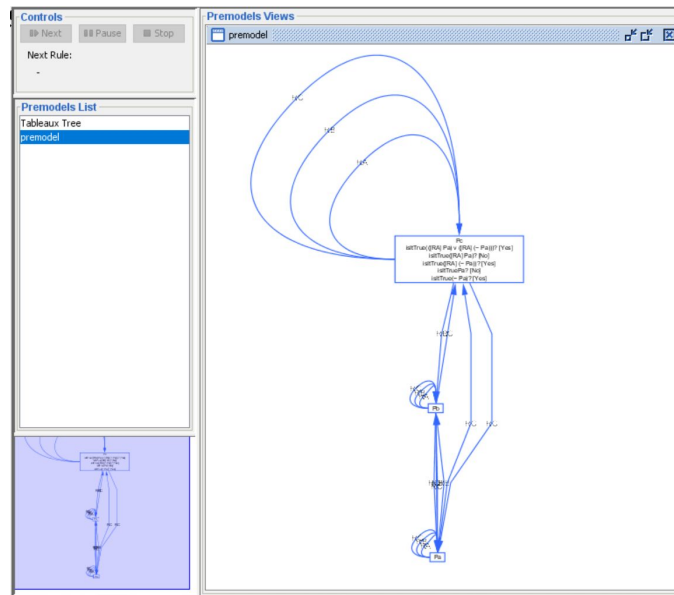 Controls
Next
Pause
Stop
Next Rule:
-
Premodels List
Tableaux Tree
premodel
Premodels Views
premodel
H:C
H:B
H:A
Pc
isItTrue(([RA] Pa) v ([RA] (~ Pa)))? [Yes]
isItTrue([RA] Pa)? [No]
isItTrue([RA] (~ Pa))? [Yes]
isItTruePa? [No]
isItTrue(~ Pa)? [Yes]
Pb
Pa